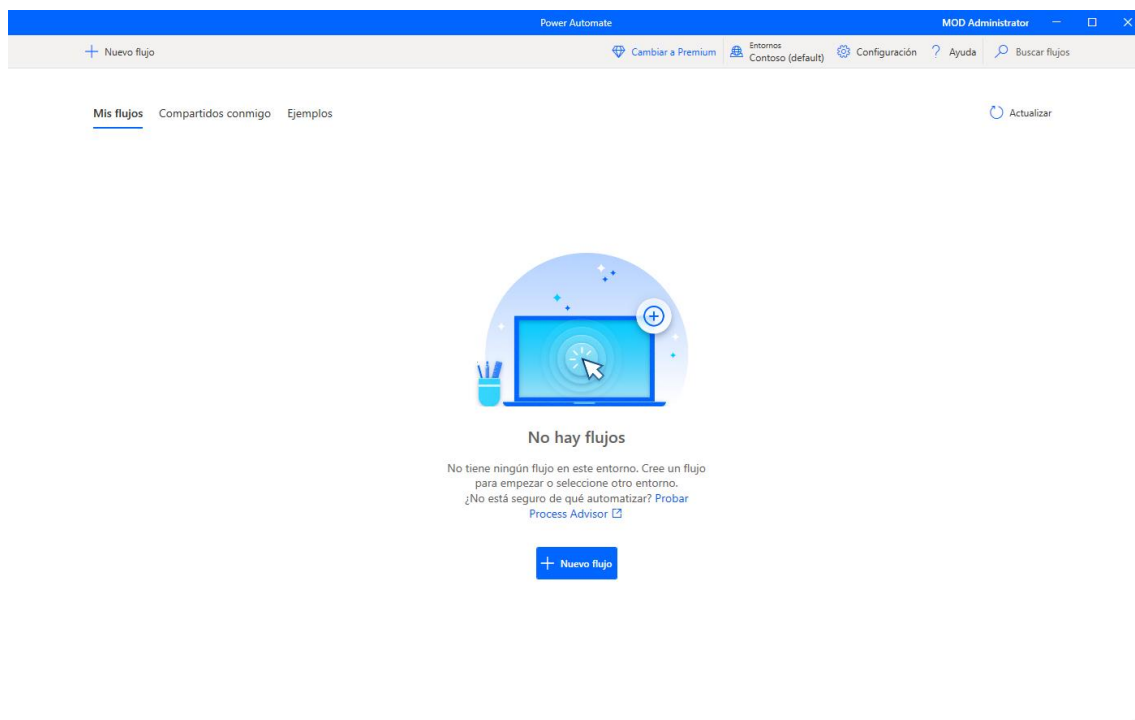 Power Automate
MOD Administrator
Nuevo flujo
Cambiar a Premium
Entornos
Contoso (default)
Configuración
Ayuda
Buscar flujos
Mis flujos
Compartidos conmigo
Ejemplos
Actualizar
No hay flujos
No tiene ningún flujo en este entorno. Cree un flujo
para empezar o seleccione otro entorno.
¿No está seguro de qué automatizar? Probar
Process Advisor
Nuevo flujo